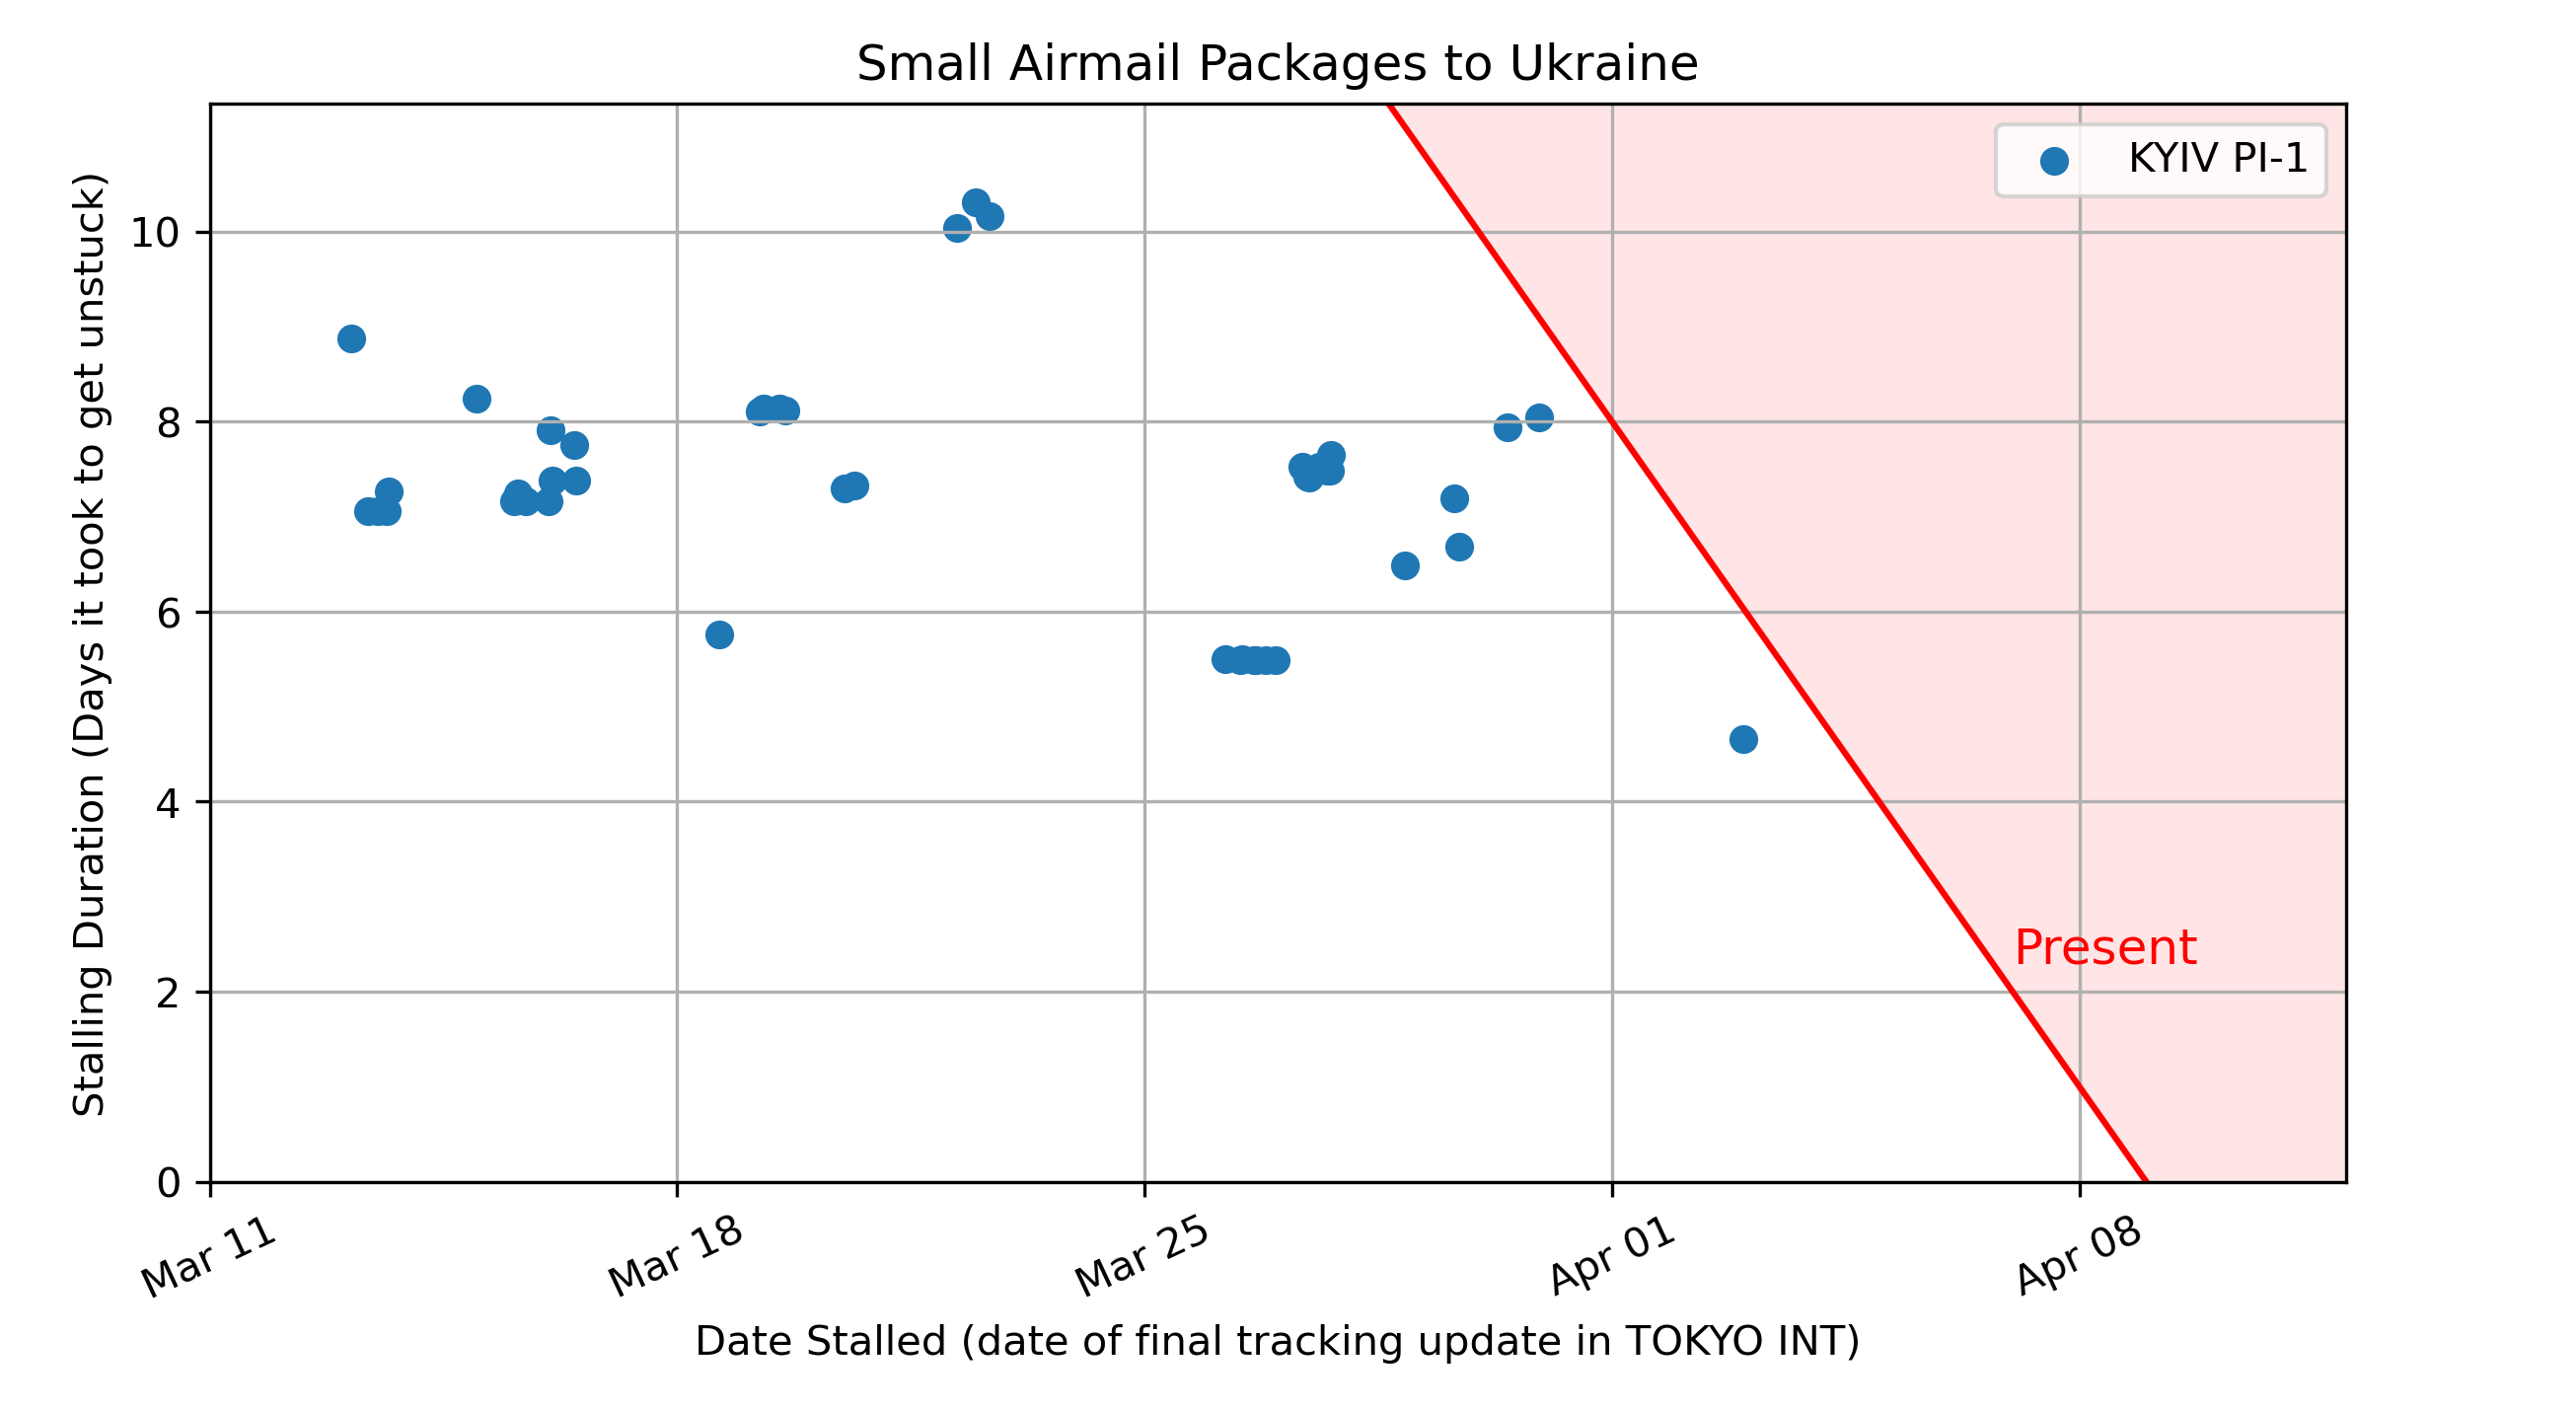 Small Airmail Packages to Ukraine
KYIV PI-1
Stalling Duration (Days it took to get unstuck)
10
8
6
4
2
0
Present
Mar 11
Mar 18
Mar 25
Apr 01
Apr 08
Date Stalled (date of final tracking update in TOKYO INT)